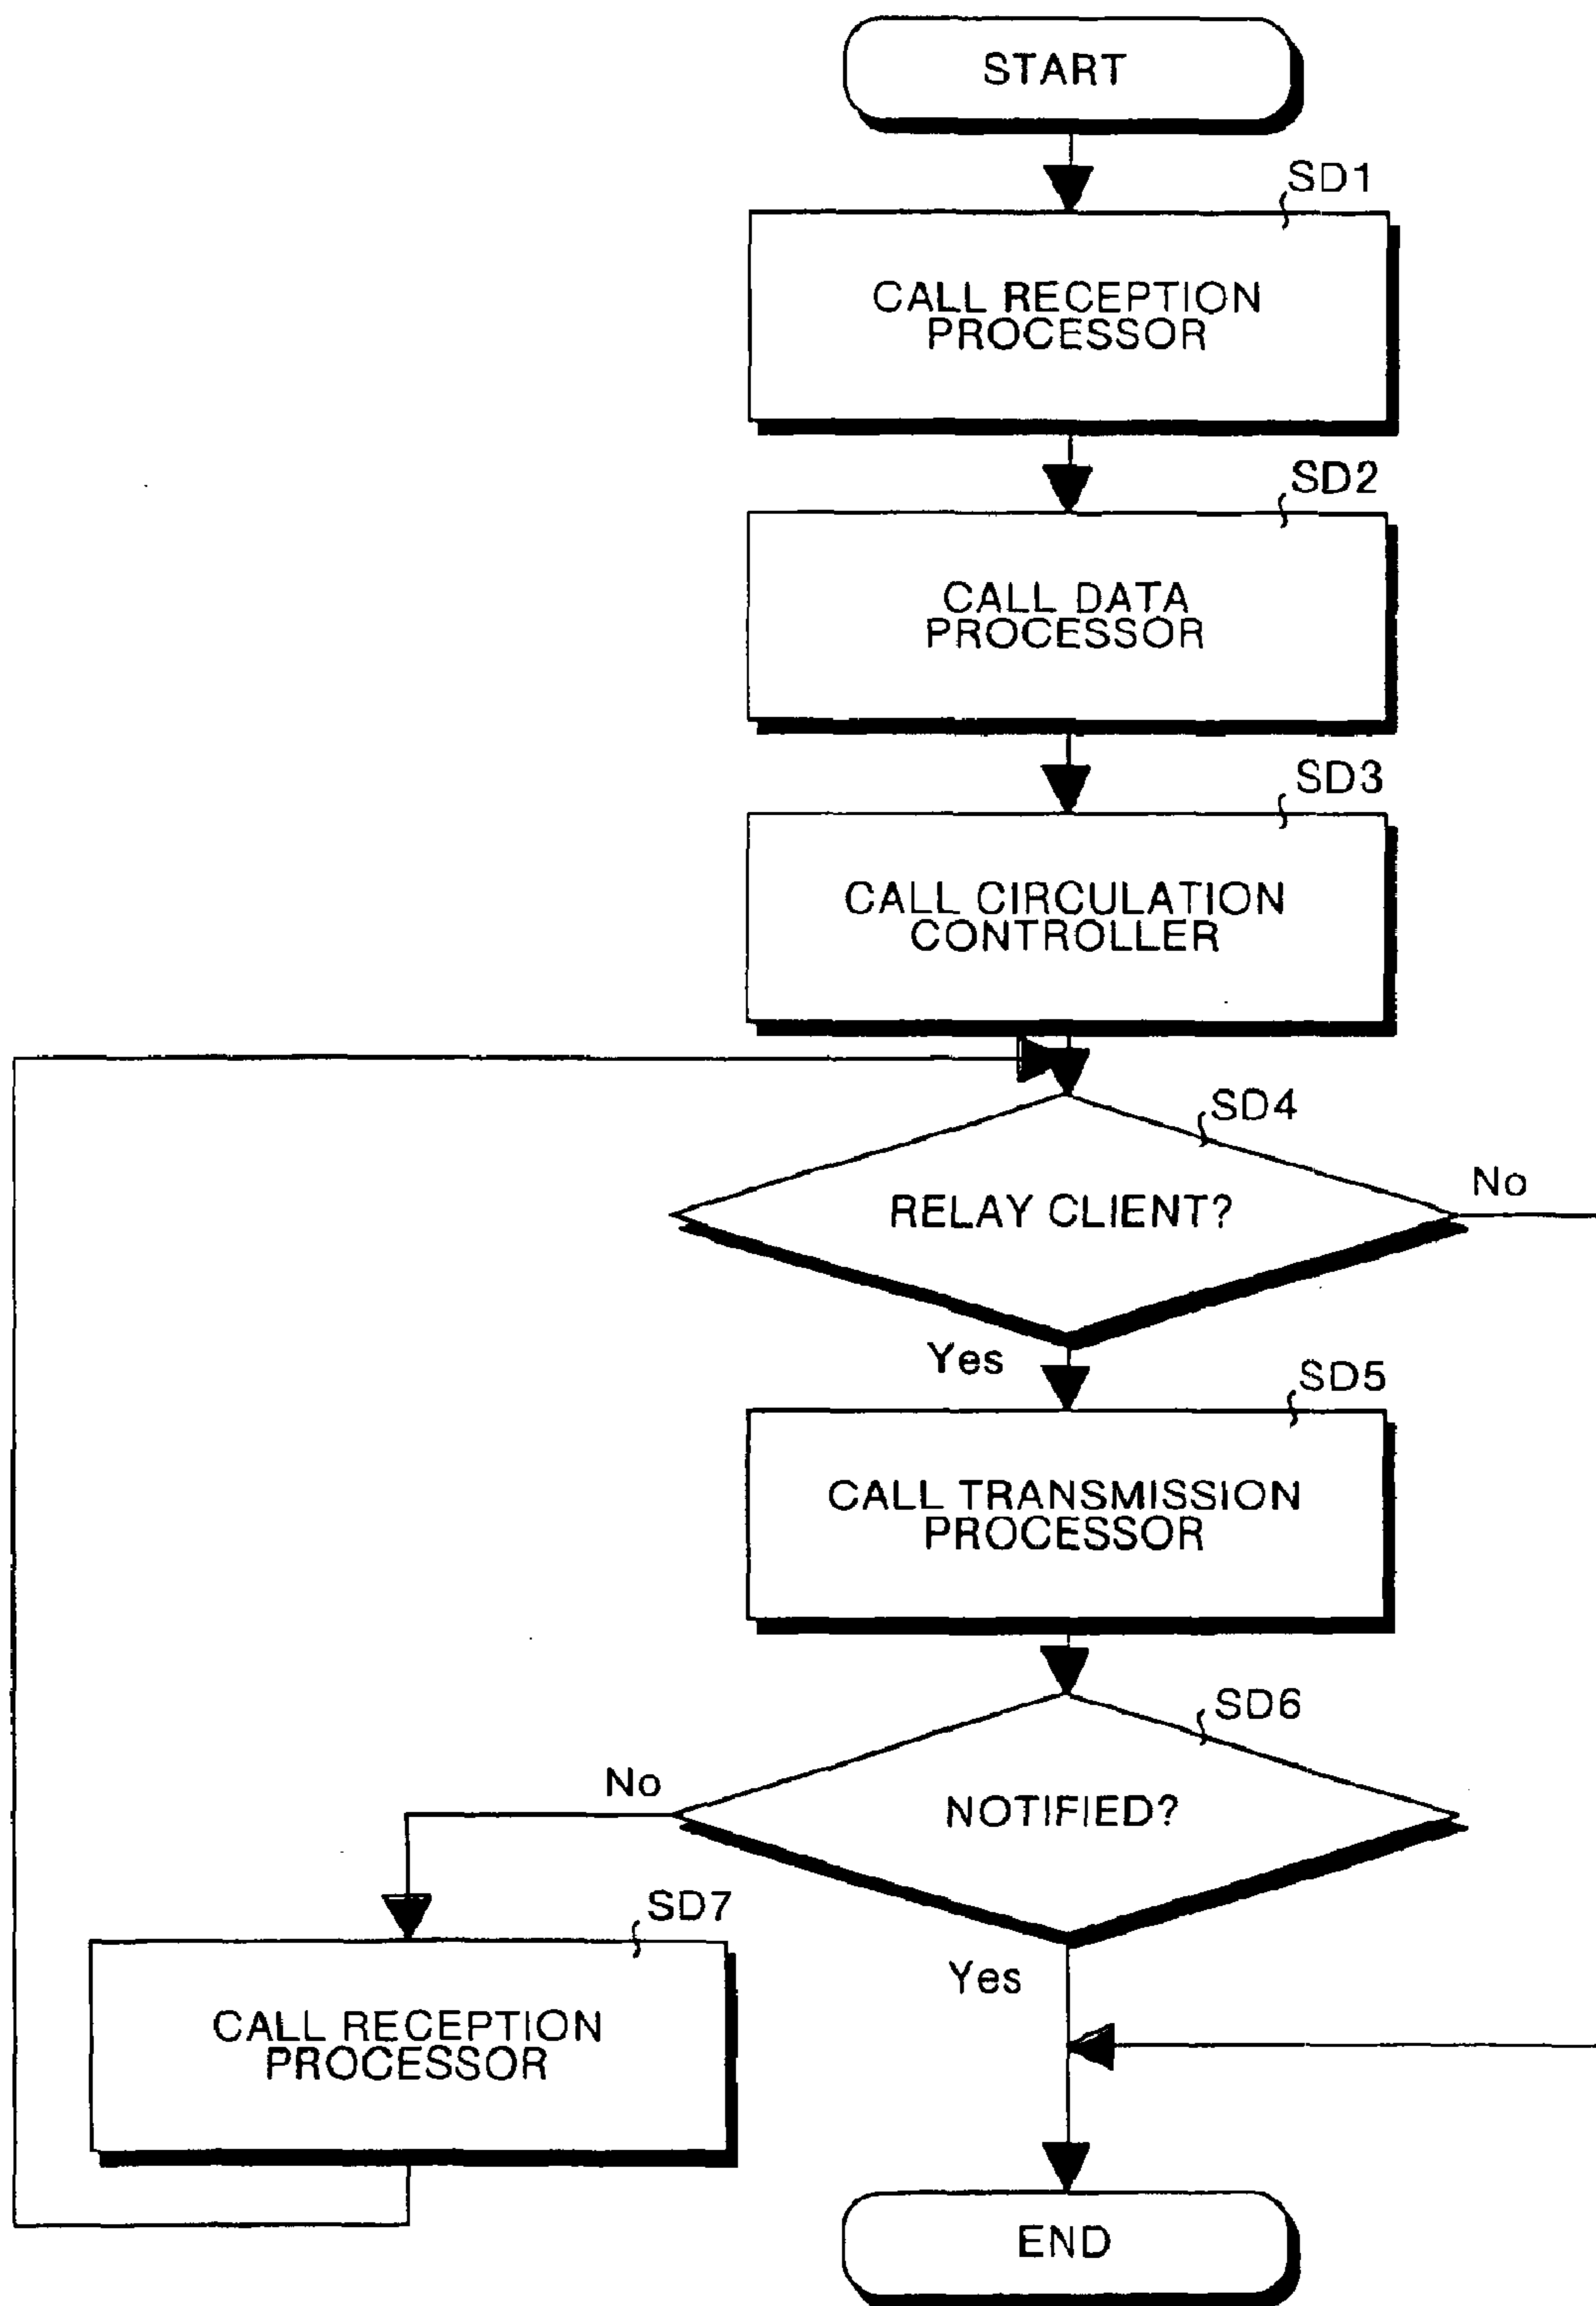 START
SD1
CALL RECEPTION
PROCESSOR
SD2
CALL DATA
PROCESSOR
SD3
CALL CIRCULATION
CONTROLLER
SD4
RELAY CLIENT?
No
Yes
SD5
CALL TRANSMISSION
PROCESSOR
SD6
NOTIFIED?
No
Yes
SD7
CALL RECEPTION
PROCESSOR
END